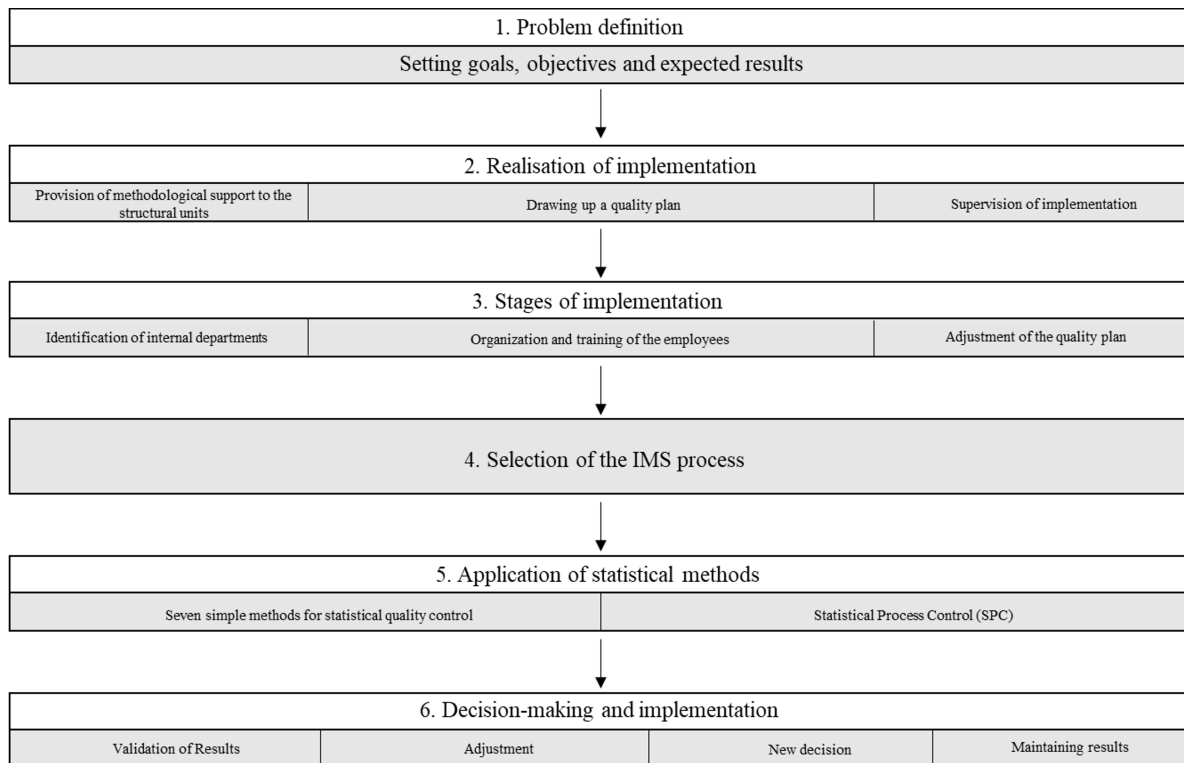 1. Problem definition
Setting goals, objectives and expected results
2. Realisation of implementation
Provision of methodological support to the
structural units
Drawing up a quality plan
Supervision of implementation
3. Stages of implementation
Identification of internal departments
Organization and training of the employees
Adjustment of the quality plan
4. Selection of the IMS process
5. Application of statistical methods
Seven simple methods for statistical quality control
Statistical Process Control (SPC)
6. Decision-making and implementation
Validation of Results
Adjustment
New decision
Maintaining results